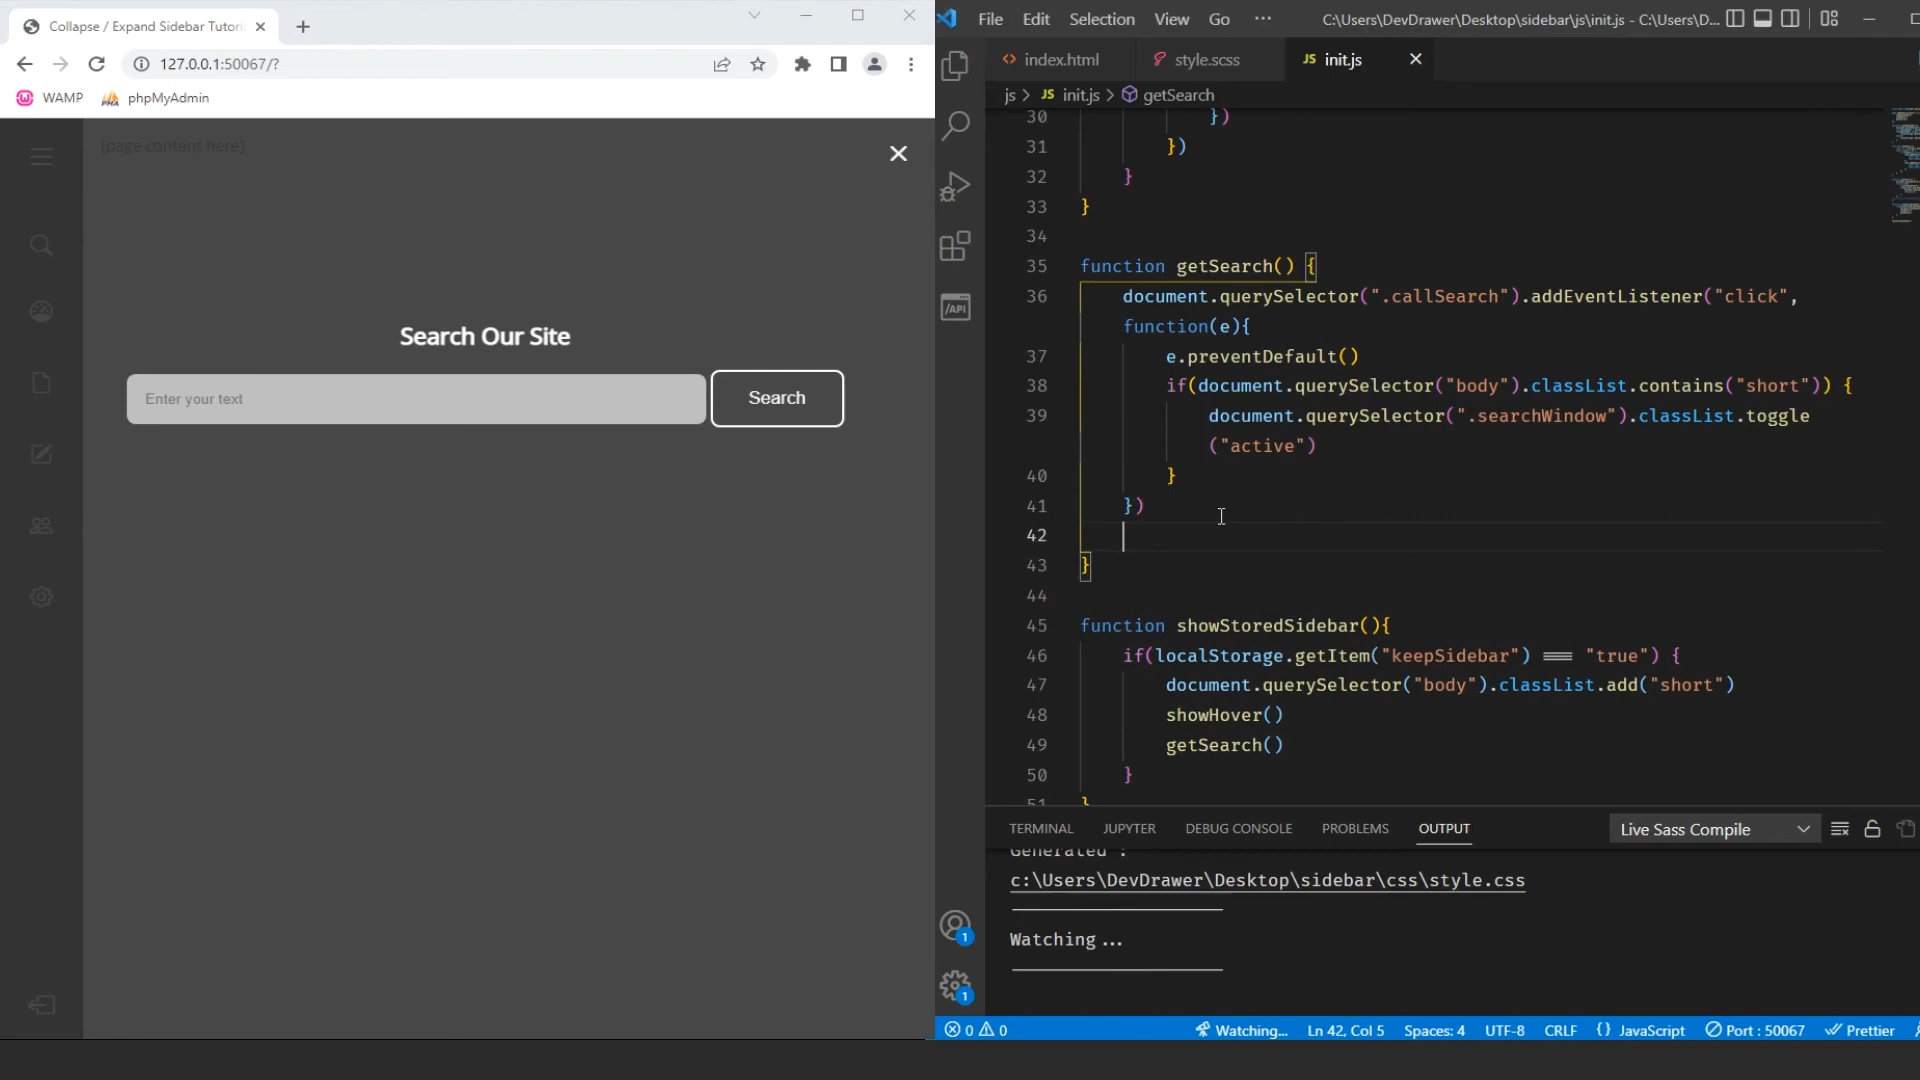 Collapse / Expand Sidebar Tutori
127.0.0.1:50067/?
WAMP
phpMyAdmin
[page content here]
Search Our Site
Enter your text
Search
File Edit Selection View Go ··· C:\Users\DevDrawer\Desktop\sidebar\js\init.js - C:\Users\D...
index.html
style.scss
JS init.js
js > JS init.js > getSearch
30 })
31 })
32 }
33 }
34
35 function getSearch() {
36 document.querySelector(".callSearch").addEventListener("click",
function(e){
37 e.preventDefault()
38 if(document.querySelector("body").classList.contains("short")) {
39 document.querySelector(".searchWindow").classList.toggle
("active")
40 }
41 })
42
43 }
44
45 function showStoredSidebar(){
46 if(localStorage.getItem("keepSidebar") === "true") {
47 document.querySelector("body").classList.add("short")
48 showHover()
49 getSearch()
50 }
51 }
TERMINAL JUPYTER DEBUG CONSOLE PROBLEMS OUTPUT Live Sass Compile
Generated :
c:\Users\DevDrawer\Desktop\sidebar\css\style.css
Watching...
/API
1
1
0 0 Watching... Ln 42, Col 5 Spaces: 4 UTF-8 CRLF {} JavaScript Port : 50067 Prettier